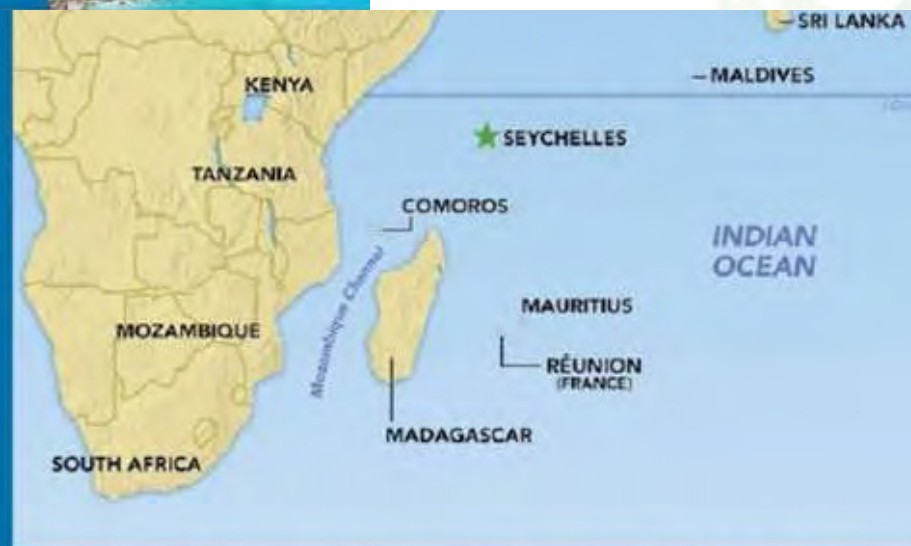 SRI LANKA
MALDIVES
KENYA
SEYCHELLES
TANZANIA
COMOROS
INDIAN
OCEAN
Mozambique Channel
MAURITIUS
MOZAMBIQUE
RÉUNION
(FRANCE)
MADAGASCAR
SOUTH AFRICA